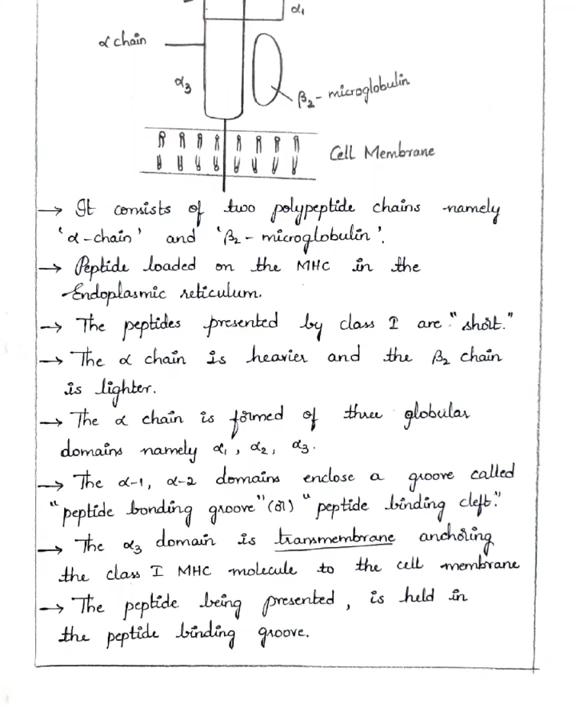 α1
α chain
α3
β2 - microglobulin
Cell Membrane
→ It consists of two polypeptide chains namely
'α-chain' and 'β2 - microglobulin'.
→ Peptide loaded on the MHC in the
Endoplasmic reticulum.
→ The peptides presented by class I are "short."
→ The α chain is heavier and the β2 chain
is lighter.
→ The α chain is formed of three globular
domains namely α1, α2, α3.
→ The α-1, α-2 domains enclose a groove called
"peptide bonding groove" (or) "peptide binding cleft."
→ The α3 domain is transmembrane anchoring
the class I MHC molecule to the cell membrane
→ The peptide being presented, is held in
the peptide binding groove.